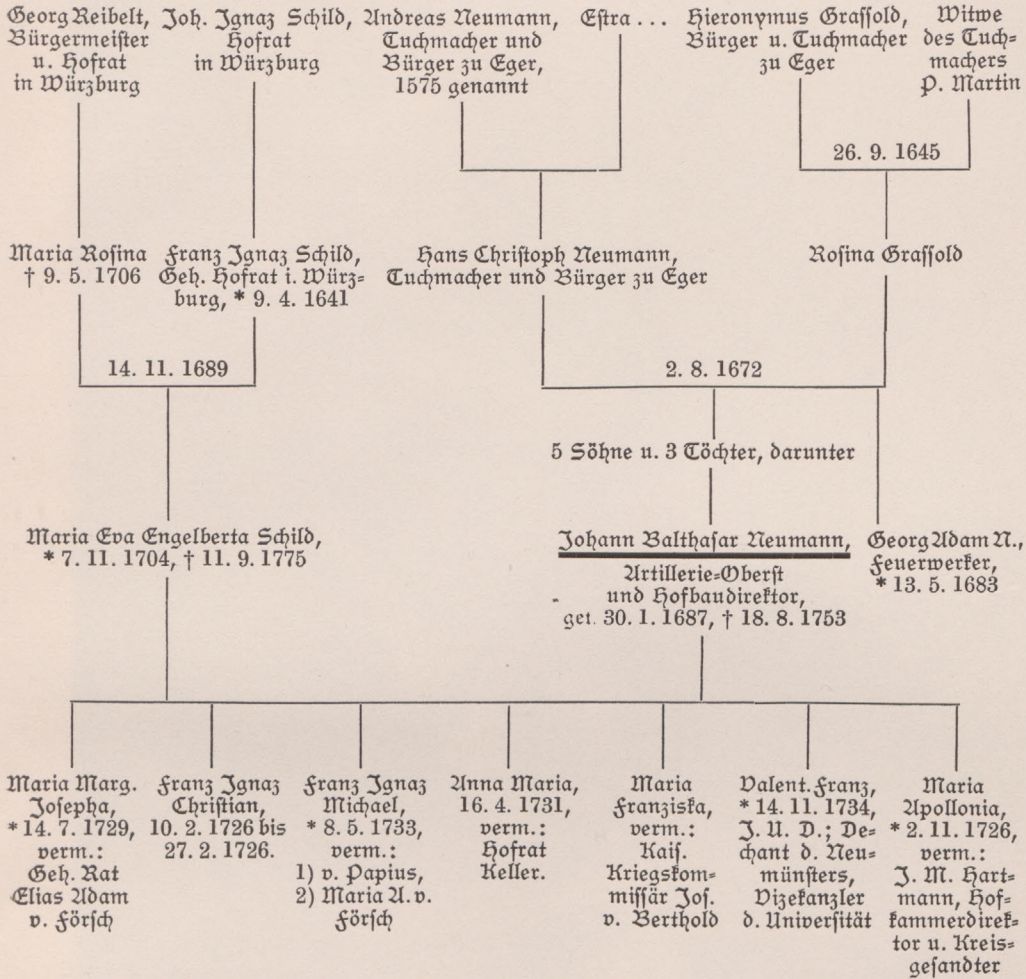 Georg Reibelt,
Bürgermeister
u. Hofrat
in Würzburg
Joh. Ignaz Schild,
Hofrat
in Würzburg
Andreas Neumann,
Tuchmacher und
Bürger zu Eger,
1575 genannt
Estra ...
Hieronymus Grassold,
Bürger u. Tuchmacher
zu Eger
Witwe
des Tuch=
machers
P. Martin
26. 9. 1645
Maria Rosina
† 9. 5. 1706
Franz Ignaz Schild,
Geh. Hofrat i. Würz=
burg, * 9. 4. 1641
Hans Christoph Neumann,
Tuchmacher und Bürger zu Eger
Rosina Grassold
14. 11. 1689
2. 8. 1672
5 Söhne u. 3 Töchter, darunter
Maria Eva Engelberta Schild,
* 7. 11. 1704, † 11. 9. 1775
Johann Balthasar Neumann,
Artillerie=Oberst
und Hofbaudirektor,
get. 30. 1. 1687, † 18. 8. 1753
Georg Adam N.,
Feuerwerker,
* 13. 5. 1683
Maria Marg.
Josepha,
* 14. 7. 1729,
verm.:
Geh. Rat
Elias Adam
v. Försch
Franz Ignaz
Christian,
10. 2. 1726 bis
27. 2. 1726.
Franz Ignaz
Michael,
* 8. 5. 1733,
verm.:
1) v. Papius,
2) Maria A. v.
Försch
Anna Maria,
16. 4. 1731,
verm.:
Hofrat
Keller.
Maria
Franziska,
verm.:
Kais.
Kriegskom=
missär Jos.
v. Berthold
Valent. Franz,
* 14. 11. 1734,
J. U. D.; De=
chant d. Neu=
münsters,
Vizekanzler
d. Universität
Maria
Apollonia,
* 2. 11. 1726,
verm.:
J. M. Hart=
mann, Hof=
kammerdirek=
tor u. Kreis=
gesandter